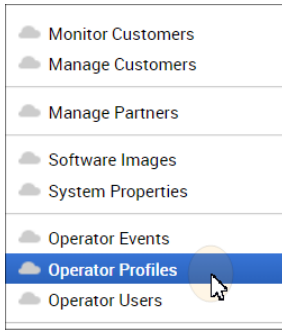 Monitor Customers
Manage Customers
Manage Partners
Software Images
System Properties
Operator Events
Operator Profiles
Operator Users